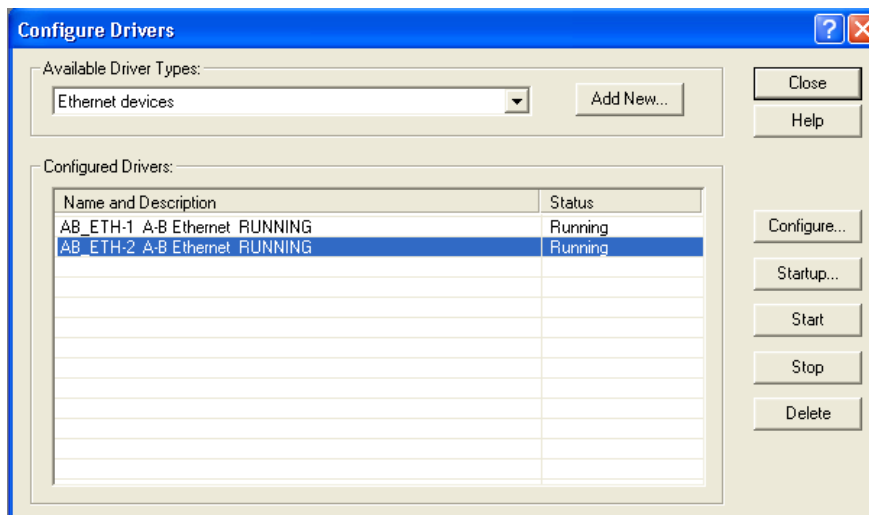 Configure Drivers
Available Driver Types:
Ethernet devices
Add New...
Close
Help
Configured Drivers:
Name and Description Status
AB_ETH-1 A-B Ethernet RUNNING Running
AB_ETH-2 A-B Ethernet RUNNING Running
Configure...
Startup...
Start
Stop
Delete